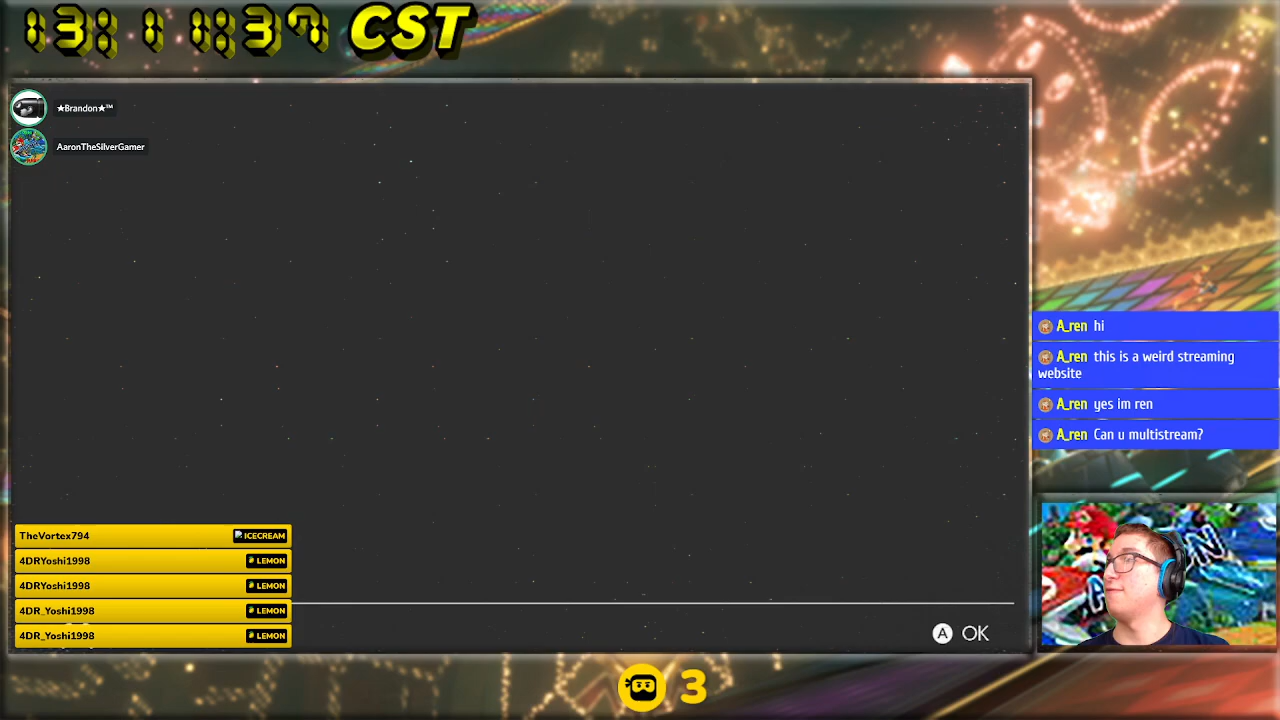 13: 11:37 CST
★Brandon★™
AaronTheSilverGamer
A_ren hi
A_ren this is a weird streaming
website
A_ren yes im ren
A_ren Can u multistream?
TheVortex794 ICECREAM
4DRYoshi1998 LEMON
4DRYoshi1998 LEMON
4DR_Yoshi1998 LEMON
4DR_Yoshi1998 LEMON
A OK
3